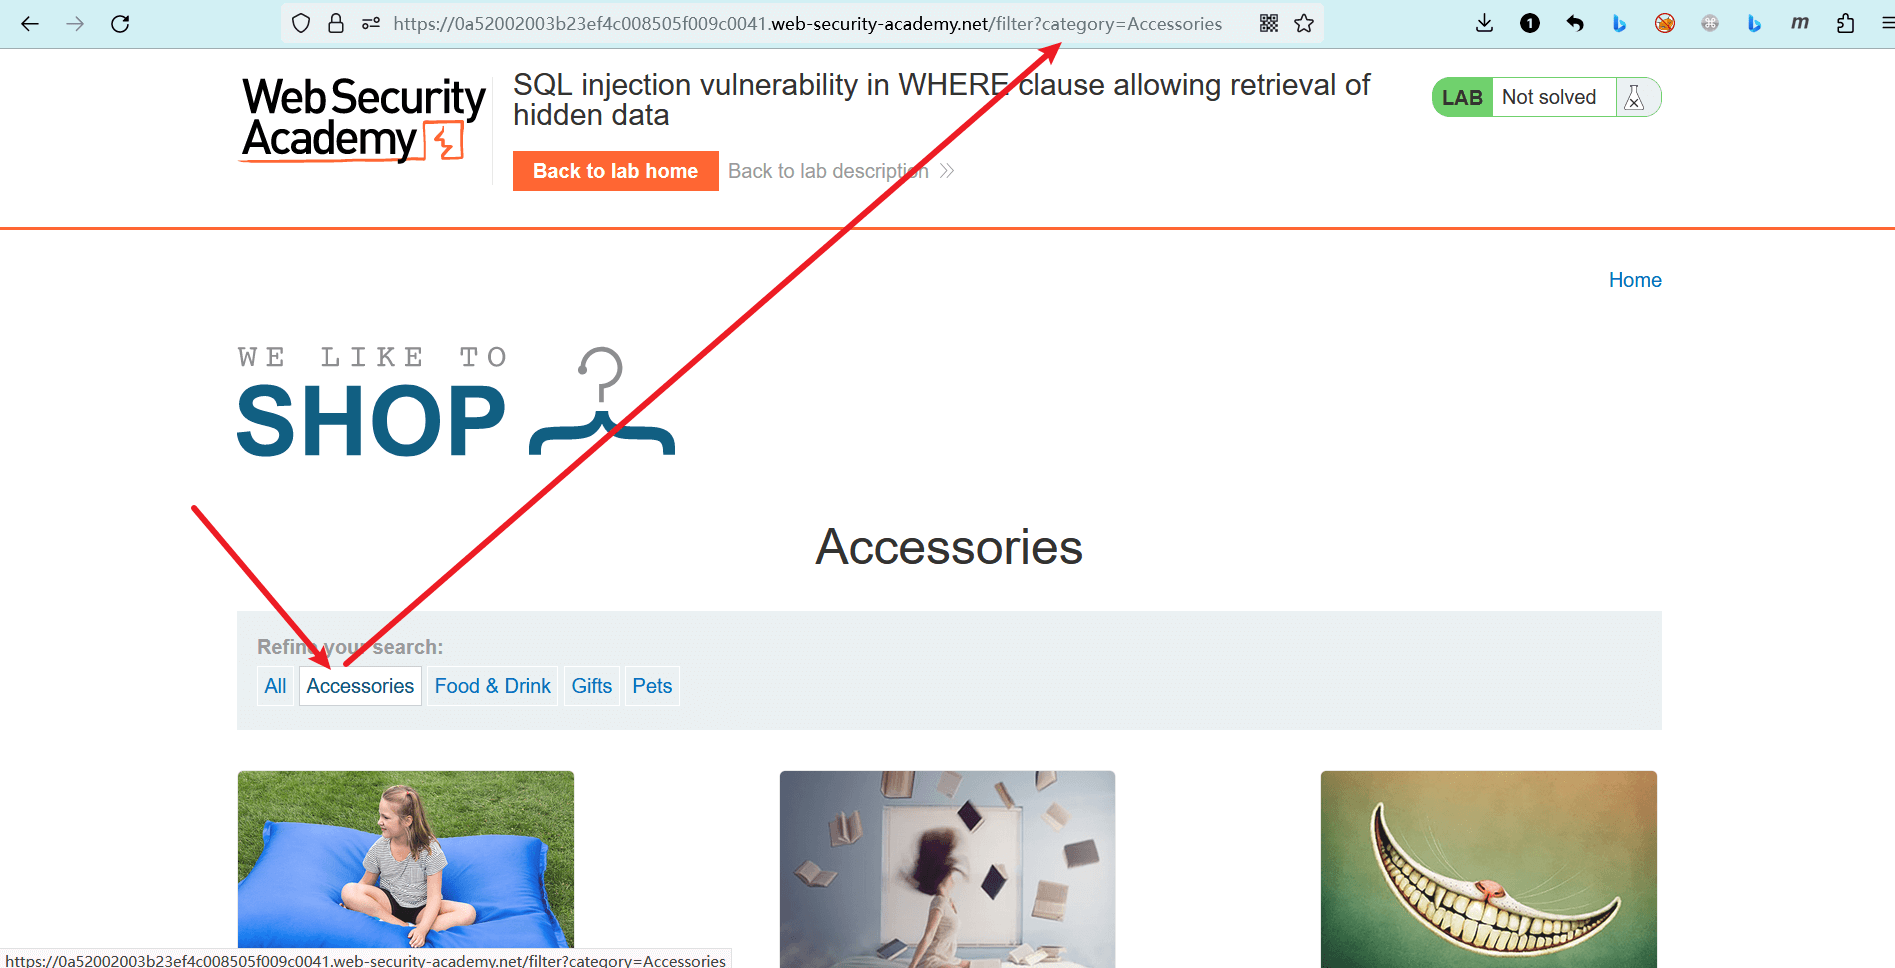 https://0a52002003b23ef4c008505f009c0041.web-security-academy.net/filter?category=Accessories
1
m
Web Security
Academy
SQL injection vulnerability in WHERE clause allowing retrieval of
hidden data
LAB Not solved
Back to lab home Back to lab description
Home
WE LIKE TO
SHOP
Accessories
Refine your search:
All Accessories Food & Drink Gifts Pets
https://0a52002003b23ef4c008505f009c0041.web-security-academy.net/filter?category=Accessories